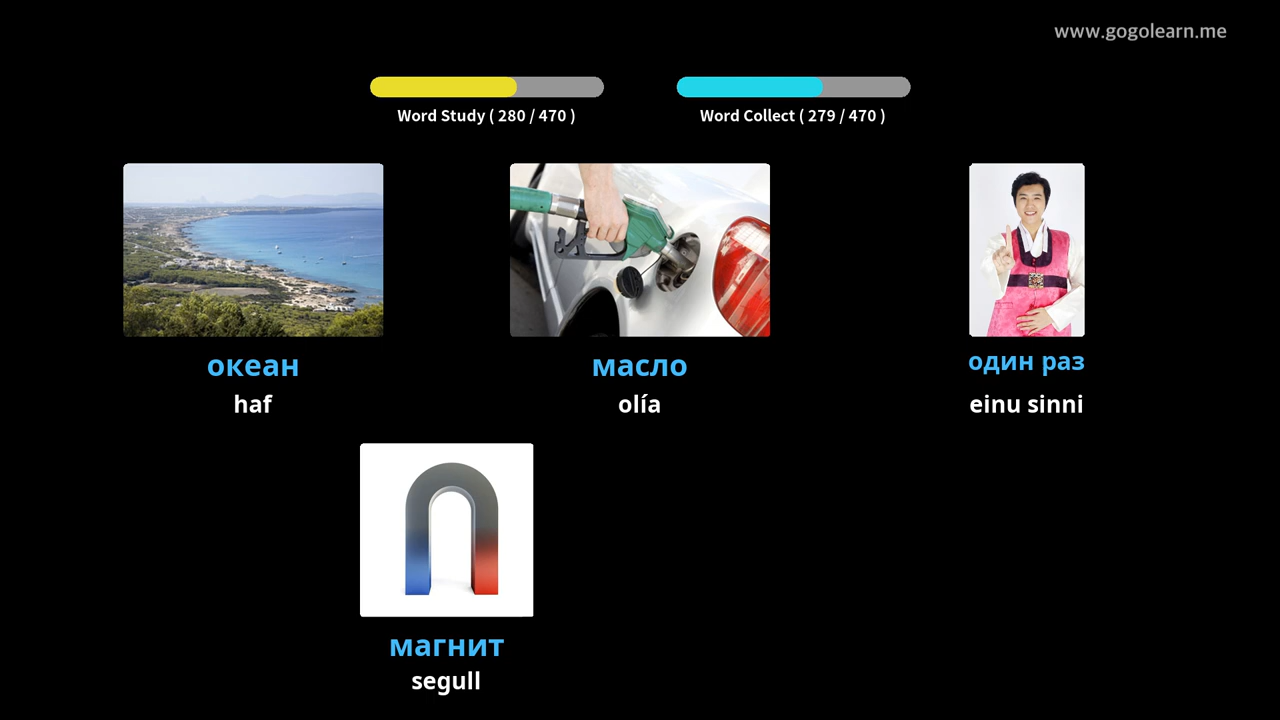 www.gogolearn.me
Word Study ( 280 / 470 )
Word Collect ( 279 / 470 )
океан
масло
один раз
haf
olía
einu sinni
магнит
segull